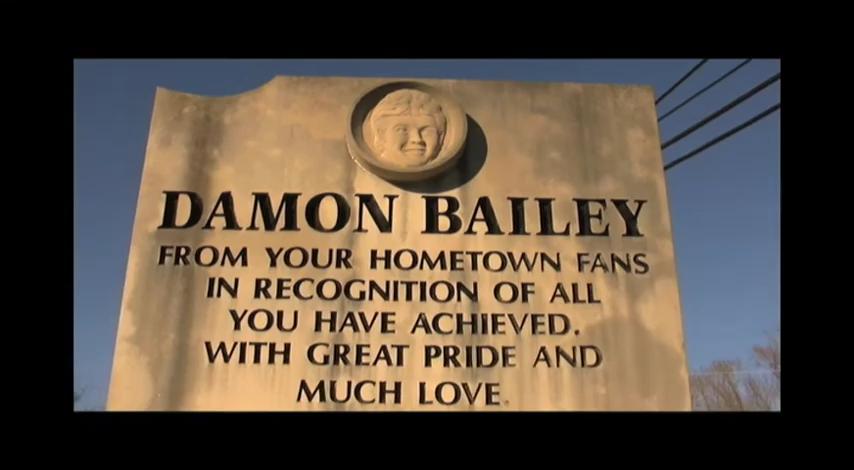 DAMON BAILEY
FROM YOUR HOMETOWN FANS
IN RECOGNITION OF ALL
YOU HAVE ACHIEVED.
WITH GREAT PRIDE AND
MUCH LOVE.